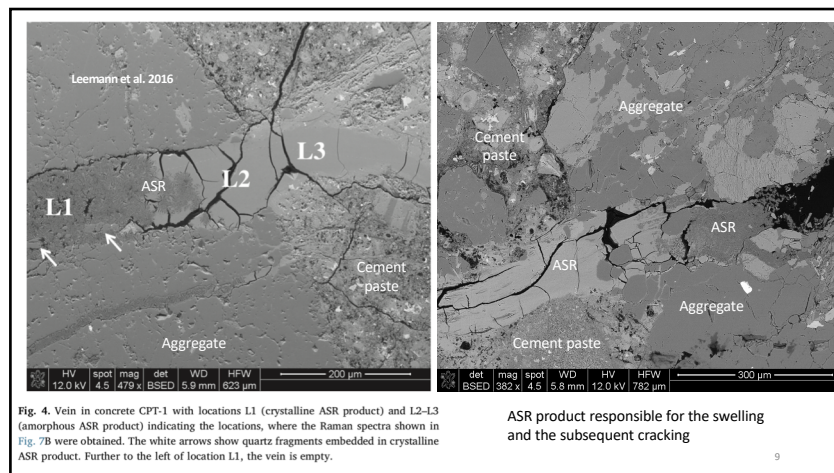 Leemann et al. 2016
ASR
L1
L2
L3
Cement
paste
Aggregate
HV
spot
mag
det
WD
HFW
200 µm
12.0 kV
4.5
479 x
BSED
5.9 mm
623 µm
Aggregate
Cement
paste
ASR
ASR
Aggregate
Cement paste
det
mag
spot
WD
HV
HFW
300 µm
BSED
382 x
4.5
5.8 mm
12.0 kV
782 µm
Fig. 4. Vein in concrete CPT-1 with locations L1 (crystalline ASR product) and L2–L3
(amorphous ASR product) indicating the locations, where the Raman spectra shown in
Fig. 7B were obtained. The white arrows show quartz fragments embedded in crystalline
ASR product. Further to the left of location L1, the vein is empty.
ASR product responsible for the swelling
and the subsequent cracking
9